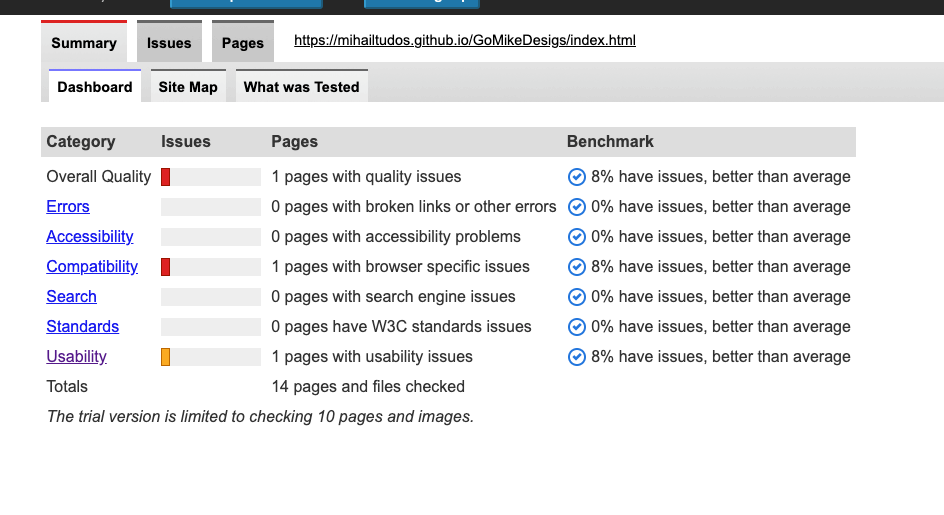 Summary Issues Pages https://mihailtudos.github.io/GoMikeDesigs/index.html
Dashboard Site Map What was Tested
Category Issues Pages Benchmark
Overall Quality 1 pages with quality issues 8% have issues, better than average
Errors 0 pages with broken links or other errors 0% have issues, better than average
Accessibility 0 pages with accessibility problems 0% have issues, better than average
Compatibility 1 pages with browser specific issues 8% have issues, better than average
Search 0 pages with search engine issues 0% have issues, better than average
Standards 0 pages have W3C standards issues 0% have issues, better than average
Usability 1 pages with usability issues 8% have issues, better than average
Totals 14 pages and files checked
The trial version is limited to checking 10 pages and images.